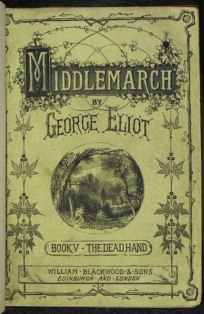 MIDDLEMARCH
BY
GEORGE ELIOT
BOOK V - THE DEAD HAND
WILLIAM BLACKWOOD & SONS
EDINBURGH AND LONDON